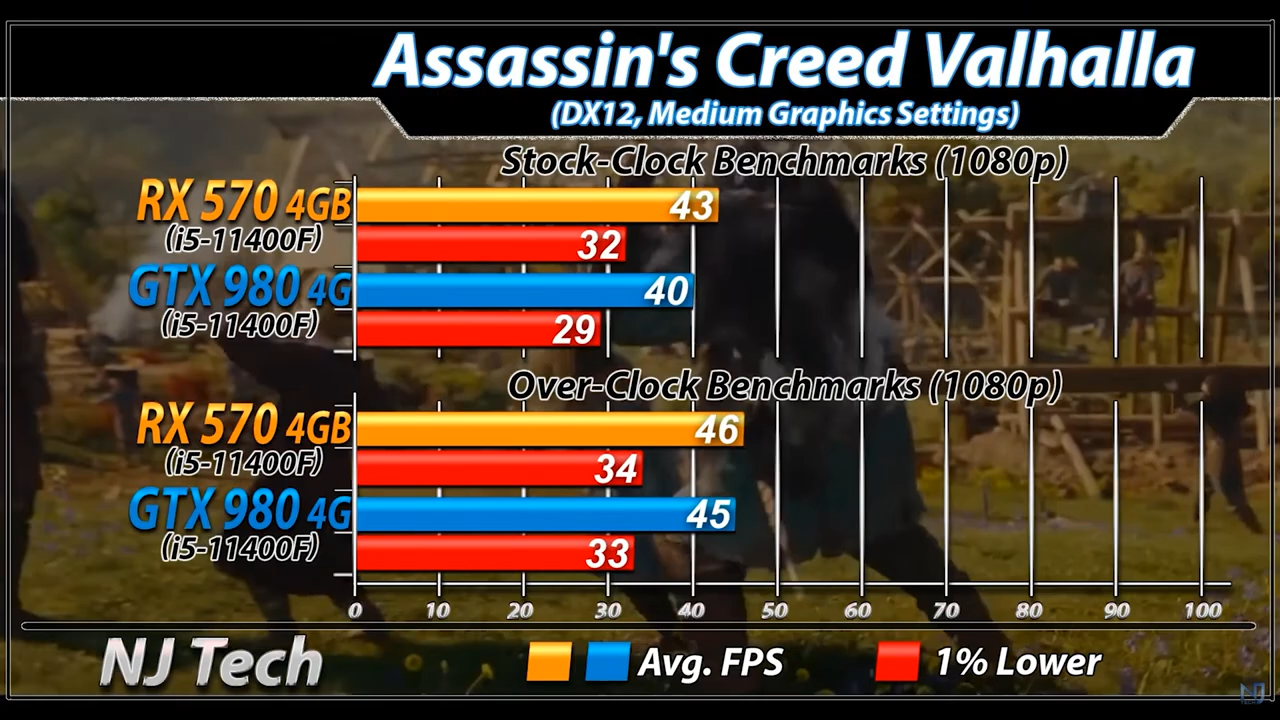 Assassin's Creed Valhalla
(DX12, Medium Graphics Settings)
Stock-Clock Benchmarks (1080p)
RX 570 4GB 43
(i5-11400F) 32
GTX 980 4G 40
(i5-11400F) 29
Over-Clock Benchmarks (1080p)
RX 570 4GB 46
(i5-11400F) 34
GTX 980 4G 45
(i5-11400F) 33
0 10 20 30 40 50 60 70 80 90 100
NJ Tech Avg. FPS 1% Lower
NJ
TECH